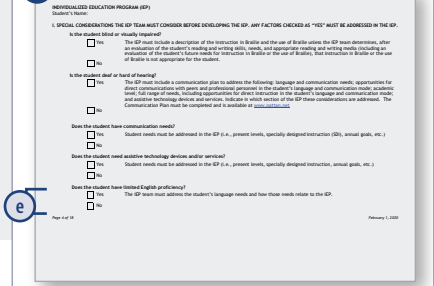 INDIVIDUALIZED EDUCATION PROGRAM (IEP)
Student's Name:
I. SPECIAL CONSIDERATIONS THE IEP TEAM MUST CONSIDER BEFORE DEVELOPING THE IEP. ANY FACTORS CHECKED AS "YES" MUST BE ADDRESSED IN THE IEP.
Is the student blind or visually impaired?
Yes The IEP must include a description of the instruction in Braille and the use of Braille unless the IEP team determines, after
an evaluation of the student's reading and writing skills, needs, and appropriate reading and writing media (including an
evaluation of the student's future needs for instruction in Braille or the use of Braille), that instruction in Braille or the use
of Braille is not appropriate for the student.
No
Is the student deaf or hard of hearing?
Yes The IEP must include a communication plan to address the following: language and communication needs; opportunities for
direct communications with peers and professional personnel in the student's language and communication mode; academic
level; full range of needs, including opportunities for direct instruction in the student's language and communication mode;
and assistive technology devices and services. Indicate in which section of the IEP these considerations are addressed. The
Communication Plan must be completed and is available at www.pattan.net
No
Does the student have communication needs?
Yes Student needs must be addressed in the IEP (i.e., present levels, specially designed instruction (SDI), annual goals, etc.)
No
Does the student need assistive technology devices and/or services?
Yes Student needs must be addressed in the IEP (i.e., present levels, specially designed instruction, annual goals, etc.)
No
Does the student have limited English proficiency?
Yes The IEP team must address the student's language needs and how those needs relate to the IEP.
e
No
Page 4 of 18 February 1, 2020